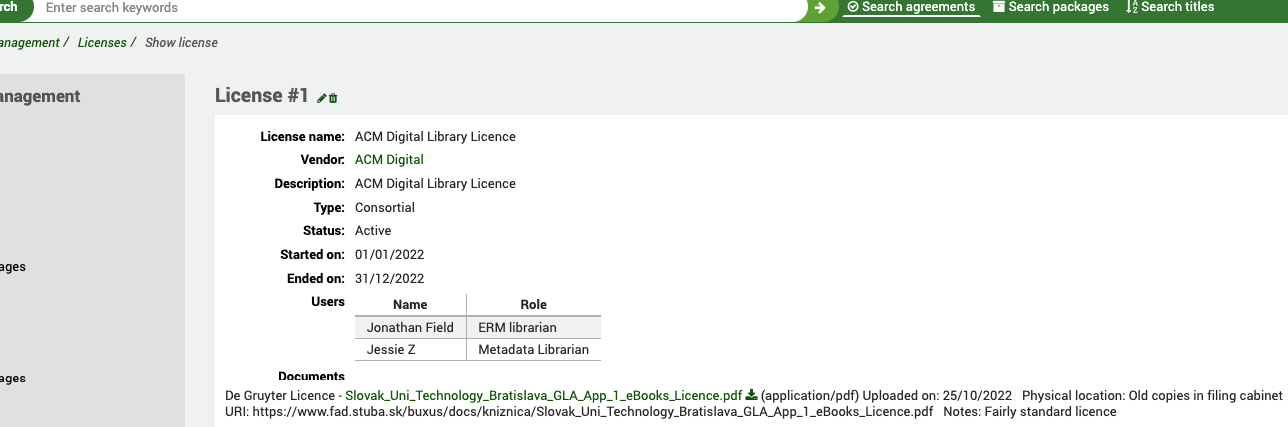 rch Enter search keywords Search agreements Search packages Search titles
anagement / Licenses / Show license
anagement
License #1
License name: ACM Digital Library Licence
Vendor: ACM Digital
Description: ACM Digital Library Licence
Type: Consortial
Status: Active
Started on: 01/01/2022
ages
Ended on: 31/12/2022
Users Name Role
Jonathan Field ERM librarian
Jessie Z Metadata Librarian
ages
Documents
De Gruyter Licence - Slovak_Uni_Technology_Bratislava_GLA_App_1_eBooks_Licence.pdf (application/pdf) Uploaded on: 25/10/2022 Physical location: Old copies in filing cabinet
URI: https://www.fad.stuba.sk/buxus/docs/kniznica/Slovak_Uni_Technology_Bratislava_GLA_App_1_eBooks_Licence.pdf Notes: Fairly standard licence